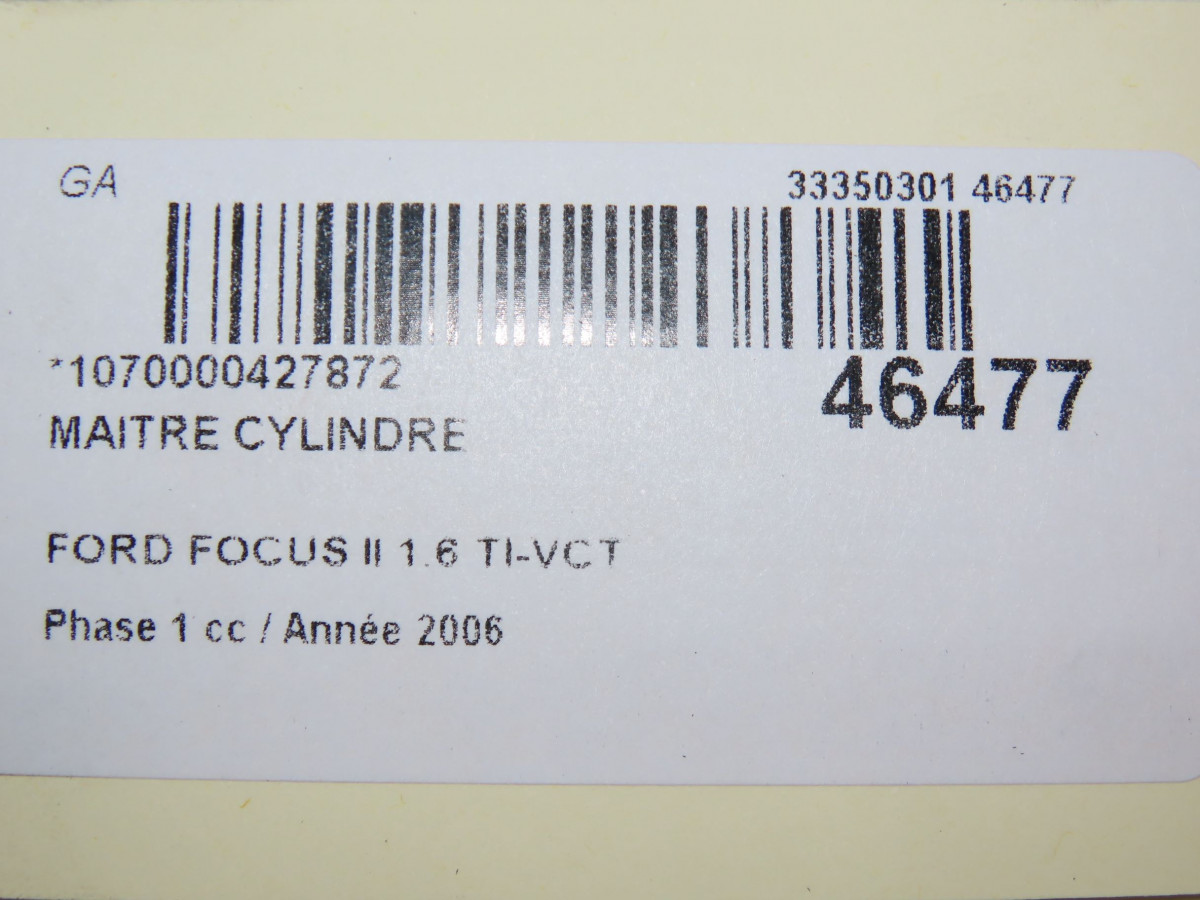 GA
33350301 46477
*1070000427872
46477
MAITRE CYLINDRE
FORD FOCUS II 1.6 TI-VCT
Phase 1 cc / Année 2006